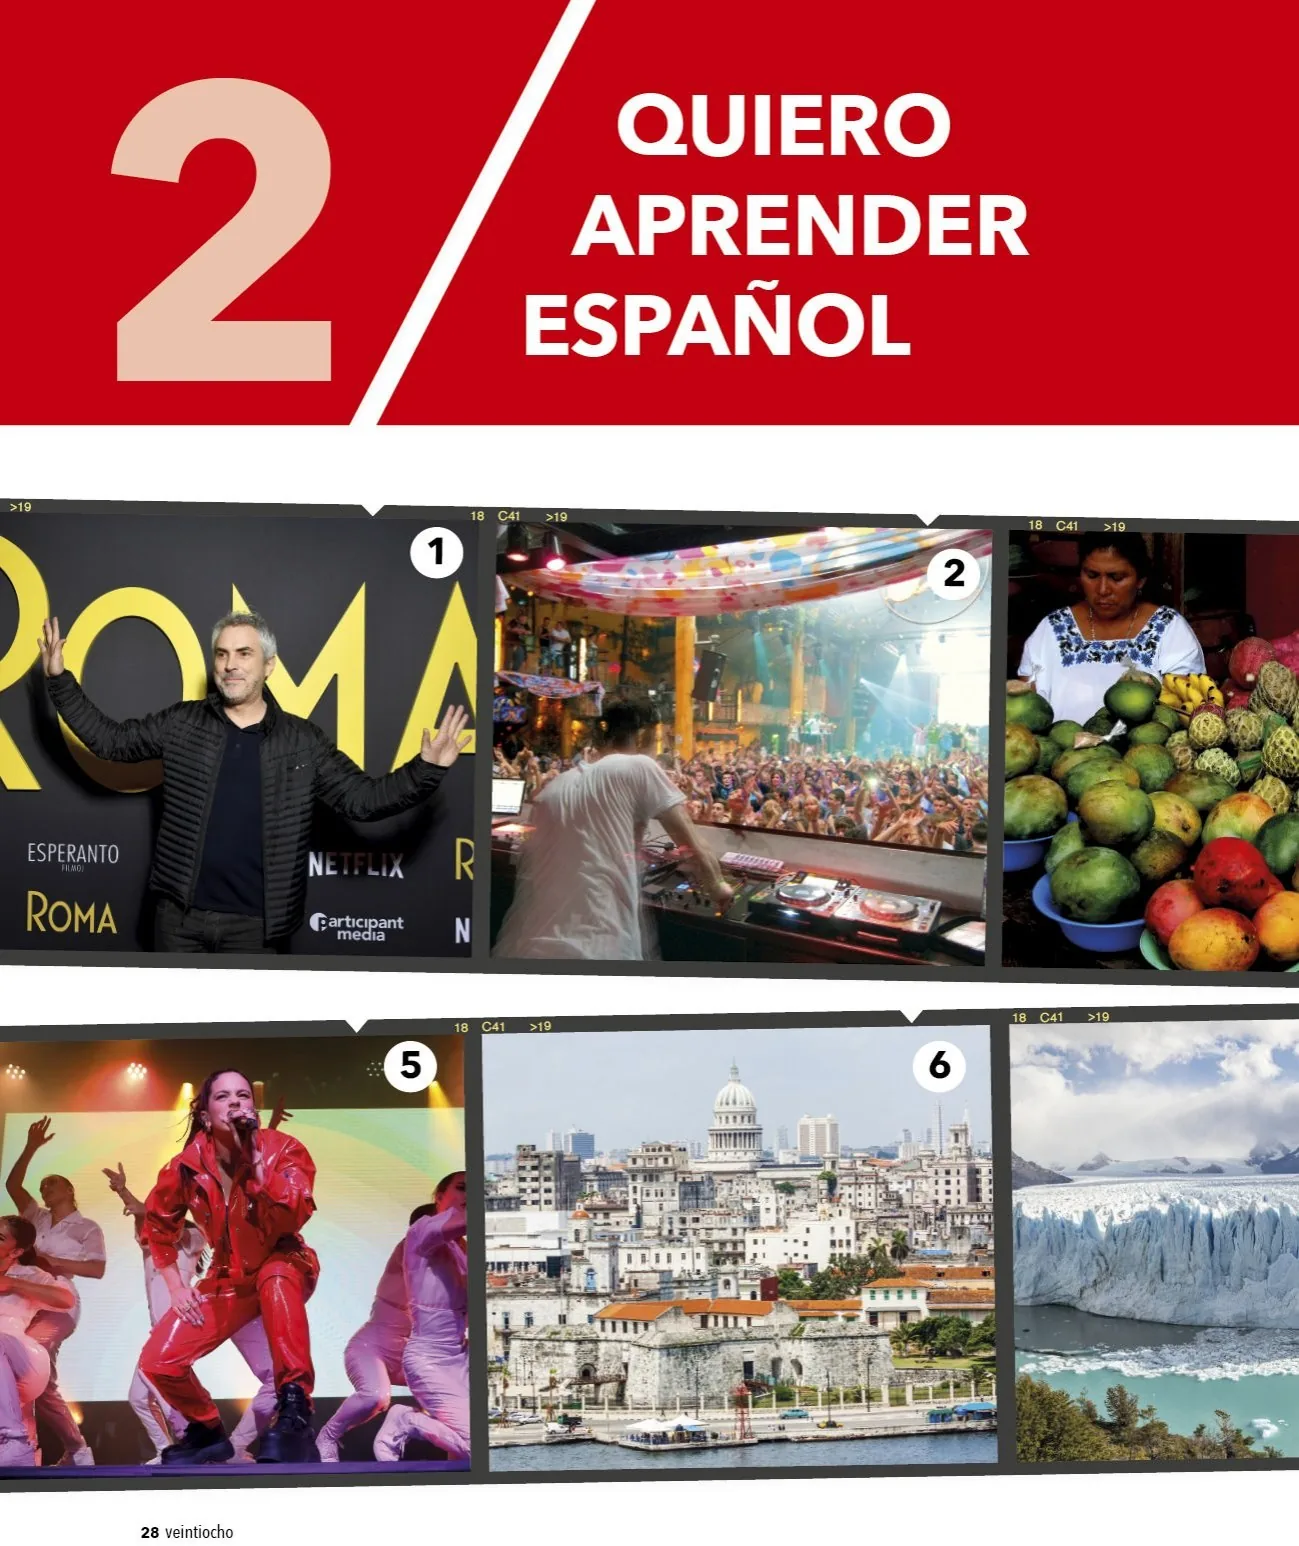 2
QUIERO
APRENDER
ESPAÑOL
>19
18 C41 >19
18 C41 >19
1
2
ROMA
ESPERANTO
FILMOJ
NETFLIX
R
ROMA
Participant
media
N
18 C41 >19
18 C41 >19
5
6
28 veintiocho